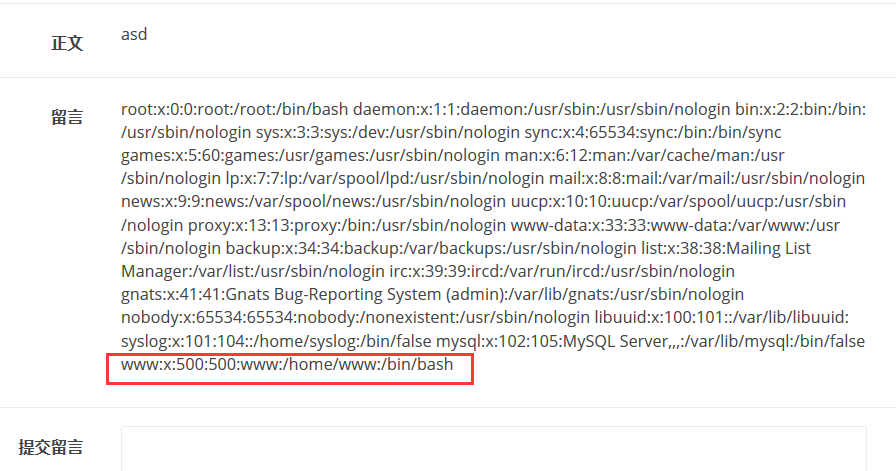 正文
asd
留言
root:x:0:0:root:/root:/bin/bash daemon:x:1:1:daemon:/usr/sbin:/usr/sbin/nologin bin:x:2:2:bin:/bin:
/usr/sbin/nologin sys:x:3:3:sys:/dev:/usr/sbin/nologin sync:x:4:65534:sync:/bin:/bin/sync
games:x:5:60:games:/usr/games:/usr/sbin/nologin man:x:6:12:man:/var/cache/man:/usr
/sbin/nologin lp:x:7:7:lp:/var/spool/lpd:/usr/sbin/nologin mail:x:8:8:mail:/var/mail:/usr/sbin/nologin
news:x:9:9:news:/var/spool/news:/usr/sbin/nologin uucp:x:10:10:uucp:/var/spool/uucp:/usr/sbin
/nologin proxy:x:13:13:proxy:/bin:/usr/sbin/nologin www-data:x:33:33:www-data:/var/www:/usr
/sbin/nologin backup:x:34:34:backup:/var/backups:/usr/sbin/nologin list:x:38:38:Mailing List
Manager:/var/list:/usr/sbin/nologin irc:x:39:39:ircd:/var/run/ircd:/usr/sbin/nologin
gnats:x:41:41:Gnats Bug-Reporting System (admin):/var/lib/gnats:/usr/sbin/nologin
nobody:x:65534:65534:nobody:/nonexistent:/usr/sbin/nologin libuuid:x:100:101::/var/lib/libuuid:
syslog:x:101:104::/home/syslog:/bin/false mysql:x:102:105:MySQL Server,,,:/var/lib/mysql:/bin/false
www:x:500:500:www:/home/www:/bin/bash
提交留言